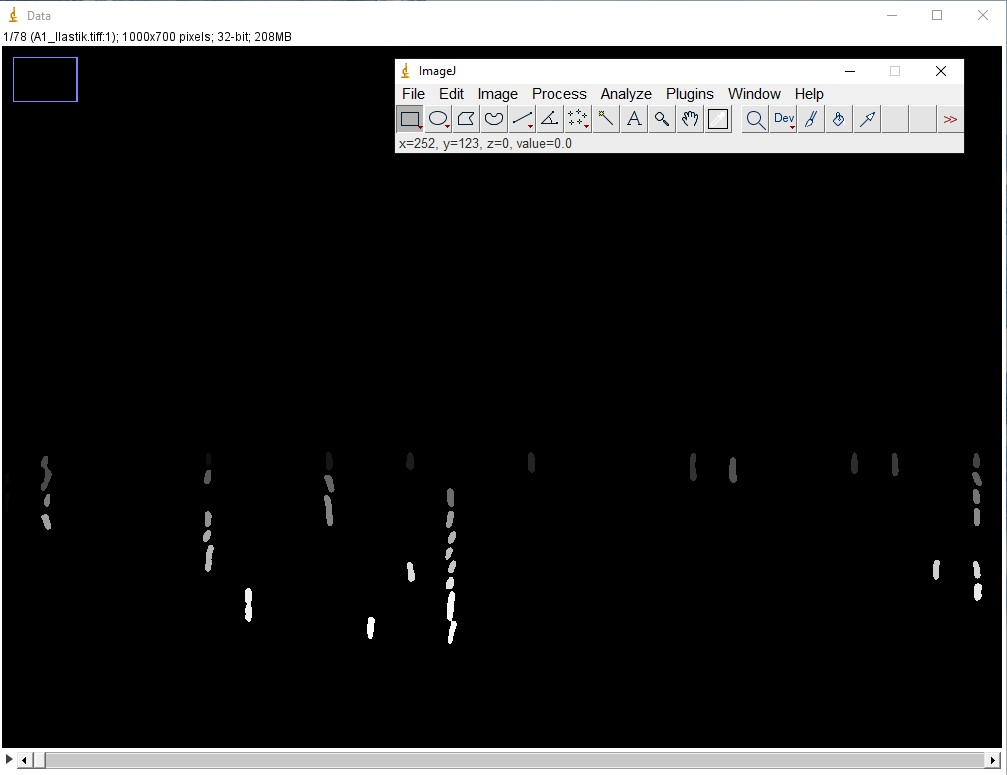 Data
1/78 (A1_Ilastik.tiff:1); 1000x700 pixels; 32-bit; 208MB
ImageJ
File Edit Image Process Analyze Plugins Window Help
A Dev >>
x=252, y=123, z=0, value=0.0